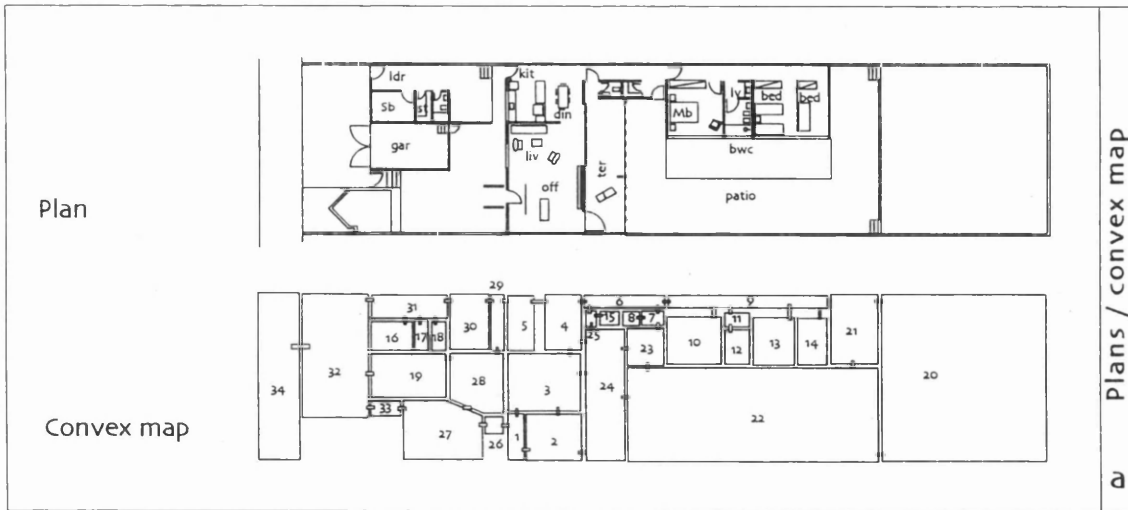 Plan
ldr
kit
Sb
st
din
lv
bed
bed
Mb
gar
liv
bwc
ter
off
patio
Convex map
29
6
9
31
30
5
4
15
8
7
11
21
16
17
18
25
10
12
13
14
23
34
32
19
28
3
24
20
33
22
27
26
1
2
Plans / convex map
a